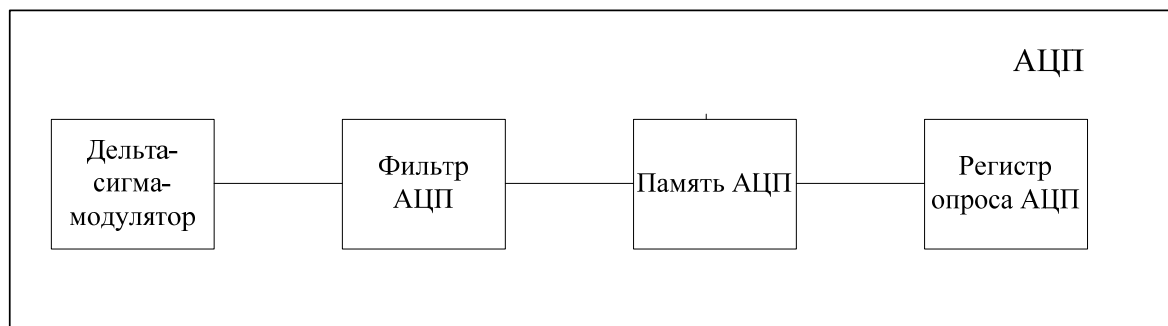 АЦП
Дельта-
сигма-
модулятор
Фильтр
АЦП
Память АЦП
Регистр
опроса АЦП